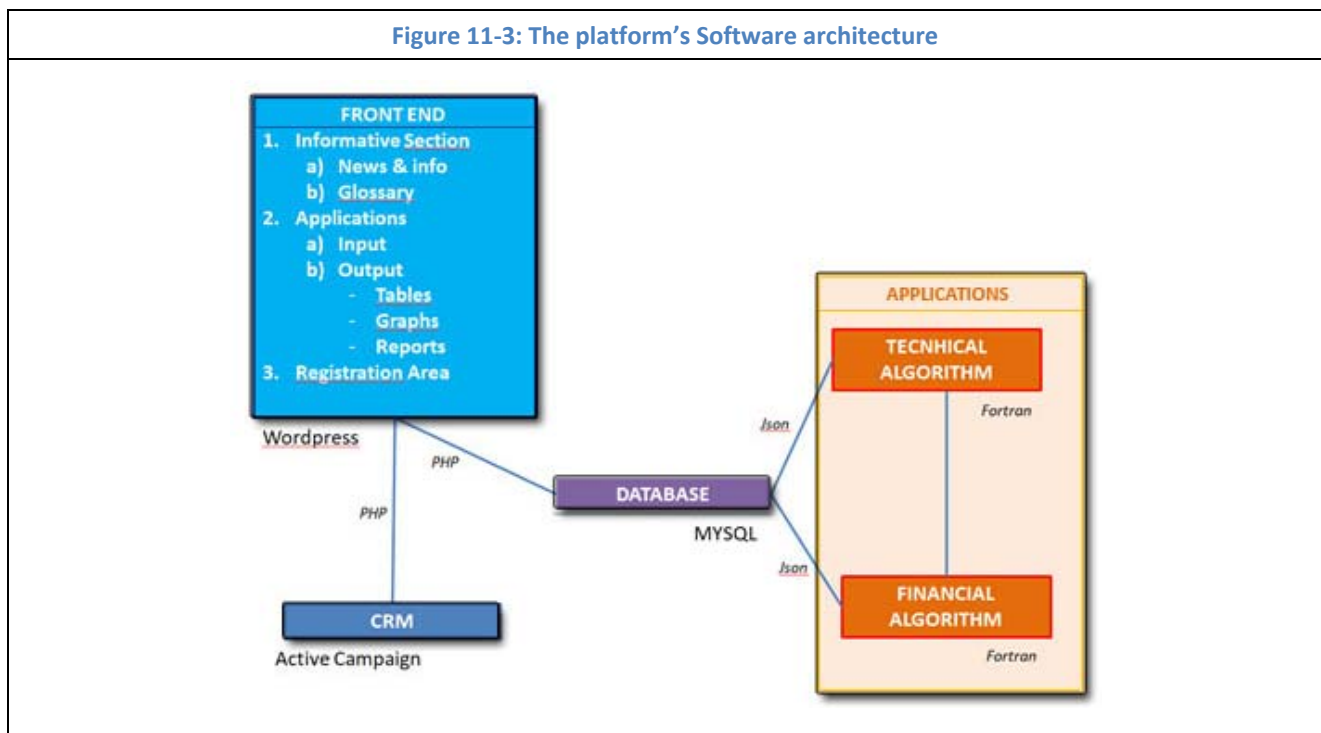 Figure 11-3: The platform’s Software architecture
FRONT END
1. Informative Section
a) News & info
b) Glossary
2. Applications
a) Input
b) Output
- Tables
- Graphs
- Reports
3. Registration Area
Wordpress
PHP
PHP
CRM
Active Campaign
DATABASE
MYSQL
Json
Json
APPLICATIONS
TECNHICAL
ALGORITHM
Fortran
FINANCIAL
ALGORITHM
Fortran